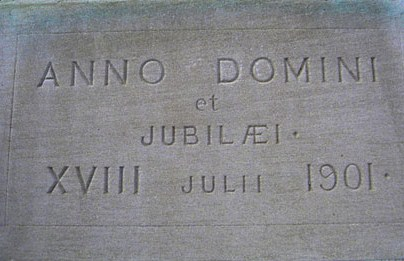 ANNO DOMINI
et
JUBILÆI·
XVIII JULII 1901·